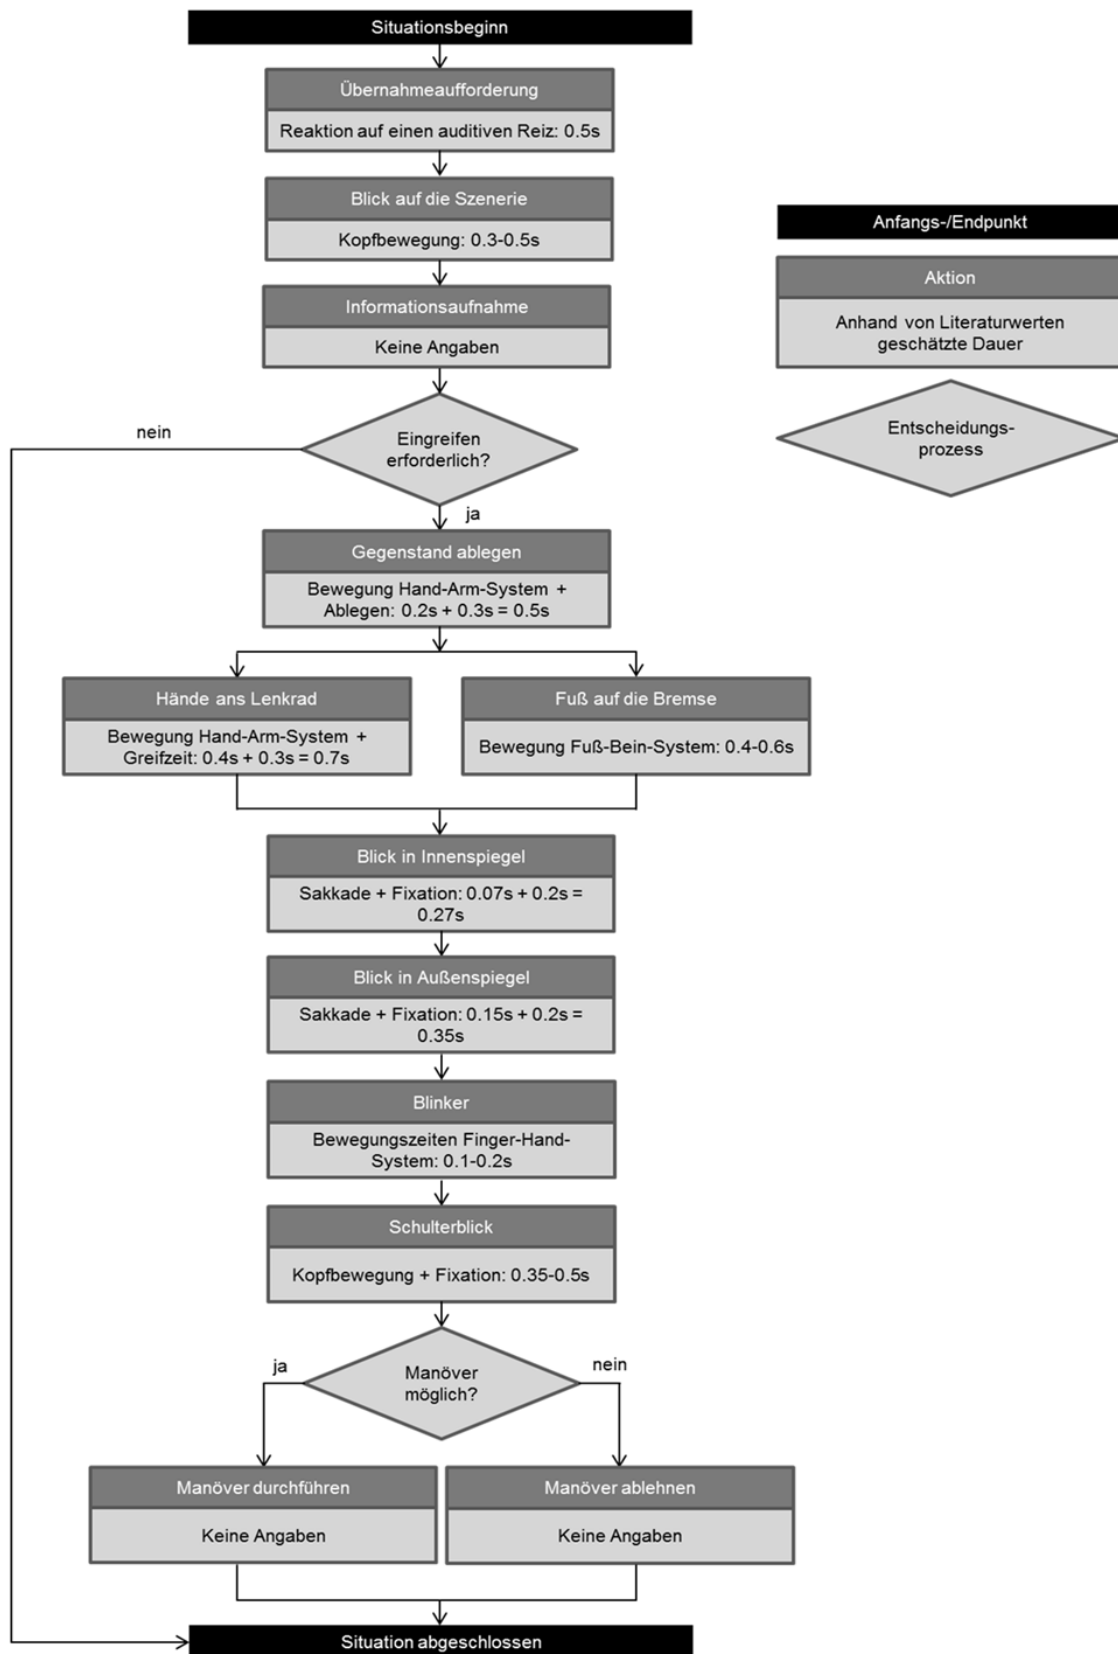 Situationsbeginn
Übernahmeaufforderung
Reaktion auf einen auditiven Reiz: 0.5s
Blick auf die Szenerie
Kopfbewegung: 0.3-0.5s
Informationsaufnahme
Keine Angaben
nein
Eingreifen
erforderlich?
ja
Gegenstand ablegen
Bewegung Hand-Arm-System +
Ablegen: 0.2s + 0.3s = 0.5s
Hände ans Lenkrad
Bewegung Hand-Arm-System +
Greifzeit: 0.4s + 0.3s = 0.7s
Fuß auf die Bremse
Bewegung Fuß-Bein-System: 0.4-0.6s
Blick in Innenspiegel
Sakkade + Fixation: 0.07s + 0.2s =
0.27s
Blick in Außenspiegel
Sakkade + Fixation: 0.15s + 0.2s =
0.35s
Blinker
Bewegungszeiten Finger-Hand-
System: 0.1-0.2s
Schulterblick
Kopfbewegung + Fixation: 0.35-0.5s
ja
Manöver
möglich?
nein
Manöver durchführen
Keine Angaben
Manöver ablehnen
Keine Angaben
Situation abgeschlossen
Anfangs-/Endpunkt
Aktion
Anhand von Literaturwerten
geschätzte Dauer
Entscheidungs-
prozess